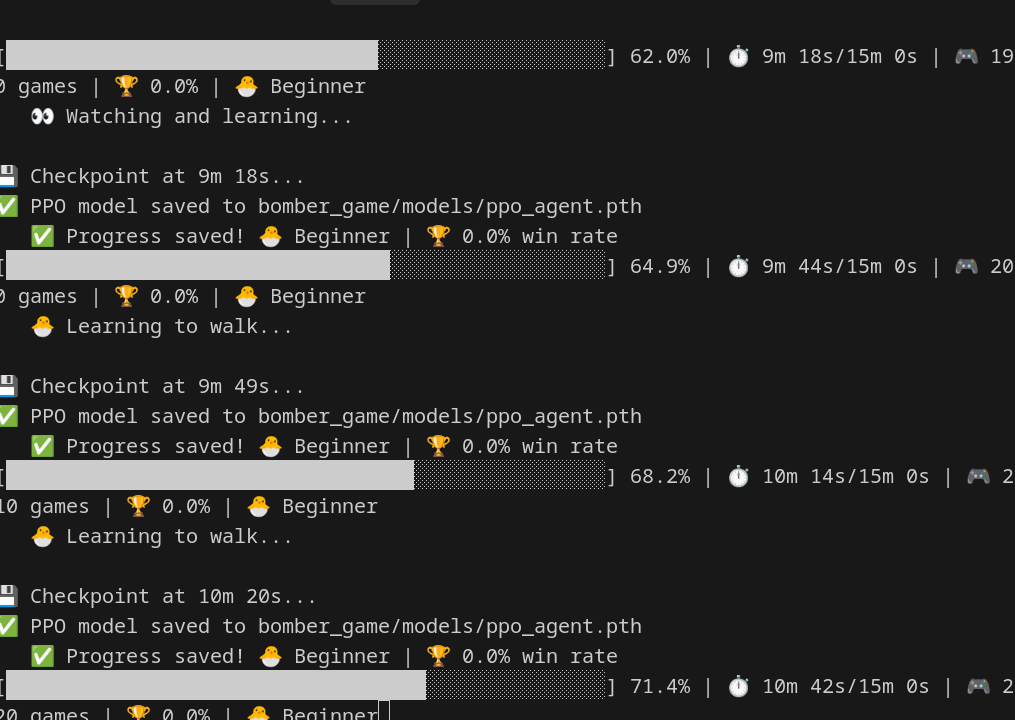 [] 62.0% | ⏱️ 9m 18s/15m 0s | 🎮 19
0 games | 🏆 0.0% | 🐣 Beginner
👀 Watching and learning...
💾 Checkpoint at 9m 18s...
✅ PPO model saved to bomber_game/models/ppo_agent.pth
✅ Progress saved! 🐣 Beginner | 🏆 0.0% win rate
[] 64.9% | ⏱️ 9m 44s/15m 0s | 🎮 20
0 games | 🏆 0.0% | 🐣 Beginner
🐣 Learning to walk...
💾 Checkpoint at 9m 49s...
✅ PPO model saved to bomber_game/models/ppo_agent.pth
✅ Progress saved! 🐣 Beginner | 🏆 0.0% win rate
[] 68.2% | ⏱️ 10m 14s/15m 0s | 🎮 2
10 games | 🏆 0.0% | 🐣 Beginner
🐣 Learning to walk...
💾 Checkpoint at 10m 20s...
✅ PPO model saved to bomber_game/models/ppo_agent.pth
✅ Progress saved! 🐣 Beginner | 🏆 0.0% win rate
[] 71.4% | ⏱️ 10m 42s/15m 0s | 🎮 2
20 games | 🏆 0.0% | 🐣 Beginner